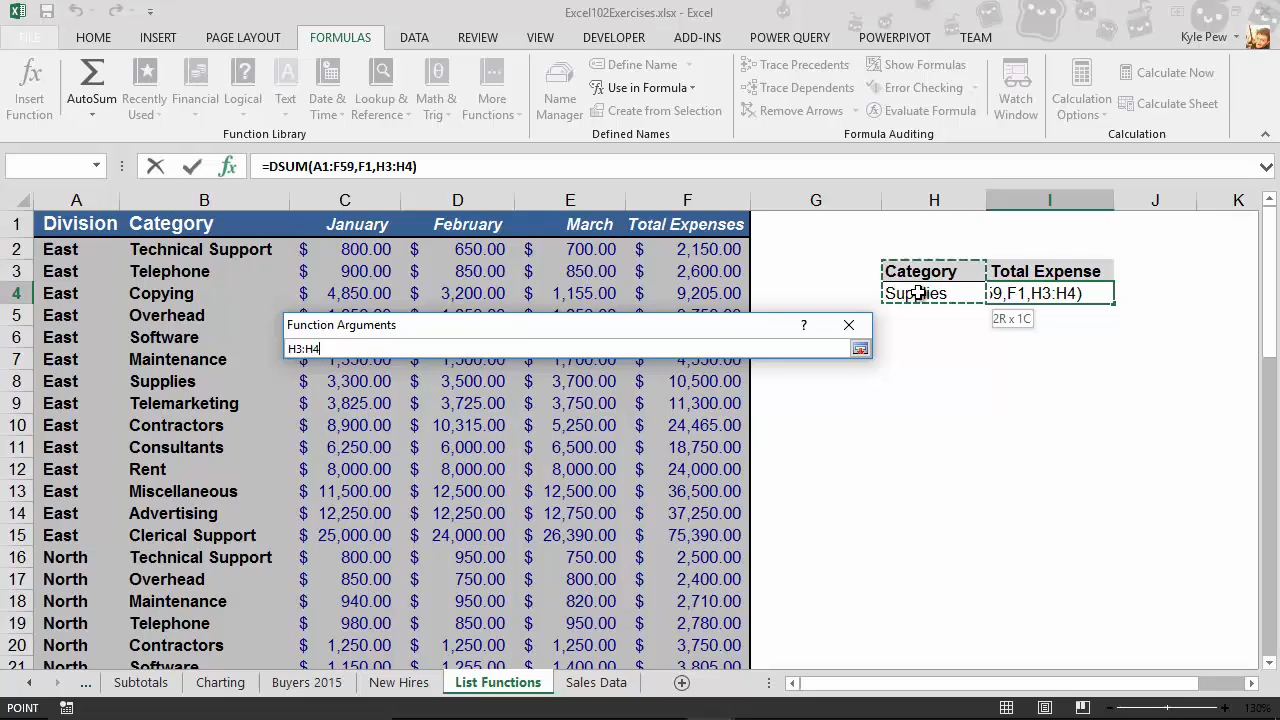 Excel102Exercises.xlsx - Excel
FILE HOME INSERT PAGE LAYOUT FORMULAS DATA REVIEW VIEW DEVELOPER ADD-INS POWER QUERY POWERPIVOT TEAM Kyle Pew
Insert Function
AutoSum
Recently Used
Financial
Logical
Text
Date & Time
Lookup & Reference
Math & Trig
More Functions
Function Library
Name Manager
Define Name
Use in Formula
Create from Selection
Defined Names
Trace Precedents
Trace Dependents
Remove Arrows
Show Formulas
Error Checking
Evaluate Formula
Formula Auditing
Watch Window
Calculation Options
Calculate Now
Calculate Sheet
Calculation
fx =DSUM(A1:F59,F1,H3:H4)
A B C D E F G H I J K
1 Division Category January February March Total Expenses
2 East Technical Support $ 800.00 $ 650.00 $ 700.00 $ 2,150.00
3 East Telephone $ 900.00 $ 850.00 $ 850.00 $ 2,600.00 Category Total Expense
4 East Copying $ 4,850.00 $ 3,200.00 $ 1,155.00 $ 9,205.00 Supplies 9,F1,H3:H4)
5 East Overhead
2R x 1C
Function Arguments ?
H3:H4
6 East Software
7 East Maintenance
8 East Supplies $ 3,300.00 $ 3,500.00 $ 3,700.00 $ 10,500.00
9 East Telemarketing $ 3,825.00 $ 3,725.00 $ 3,750.00 $ 11,300.00
10 East Contractors $ 8,900.00 $ 10,315.00 $ 5,250.00 $ 24,465.00
11 East Consultants $ 6,250.00 $ 6,000.00 $ 6,500.00 $ 18,750.00
12 East Rent $ 8,000.00 $ 8,000.00 $ 8,000.00 $ 24,000.00
13 East Miscellaneous $ 11,500.00 $ 12,500.00 $ 12,500.00 $ 36,500.00
14 East Advertising $ 12,250.00 $ 12,250.00 $ 12,750.00 $ 37,250.00
15 East Clerical Support $ 25,000.00 $ 24,000.00 $ 26,390.00 $ 75,390.00
16 North Technical Support $ 800.00 $ 950.00 $ 750.00 $ 2,500.00
17 North Overhead $ 850.00 $ 750.00 $ 800.00 $ 2,400.00
18 North Maintenance $ 940.00 $ 950.00 $ 820.00 $ 2,710.00
19 North Telephone $ 980.00 $ 850.00 $ 950.00 $ 2,780.00
20 North Contractors $ 1,250.00 $ 1,250.00 $ 1,250.00 $ 3,750.00
21 North Software $ 1,150.00 $ 1,255.00 $ 1,400.00 $ 3,805.00
... Subtotals Charting Buyers 2015 New Hires List Functions Sales Data
POINT 130%